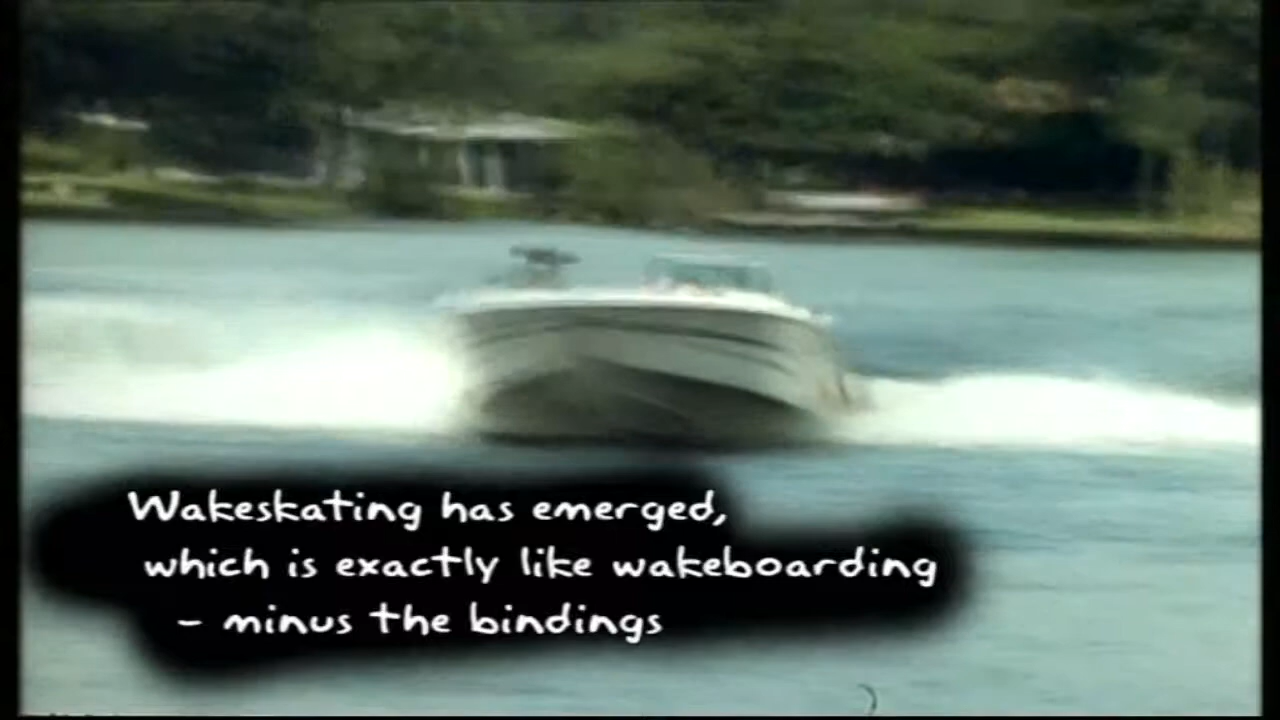 Wakeskating has emerged,
which is exactly like wakeboarding
- minus the bindings